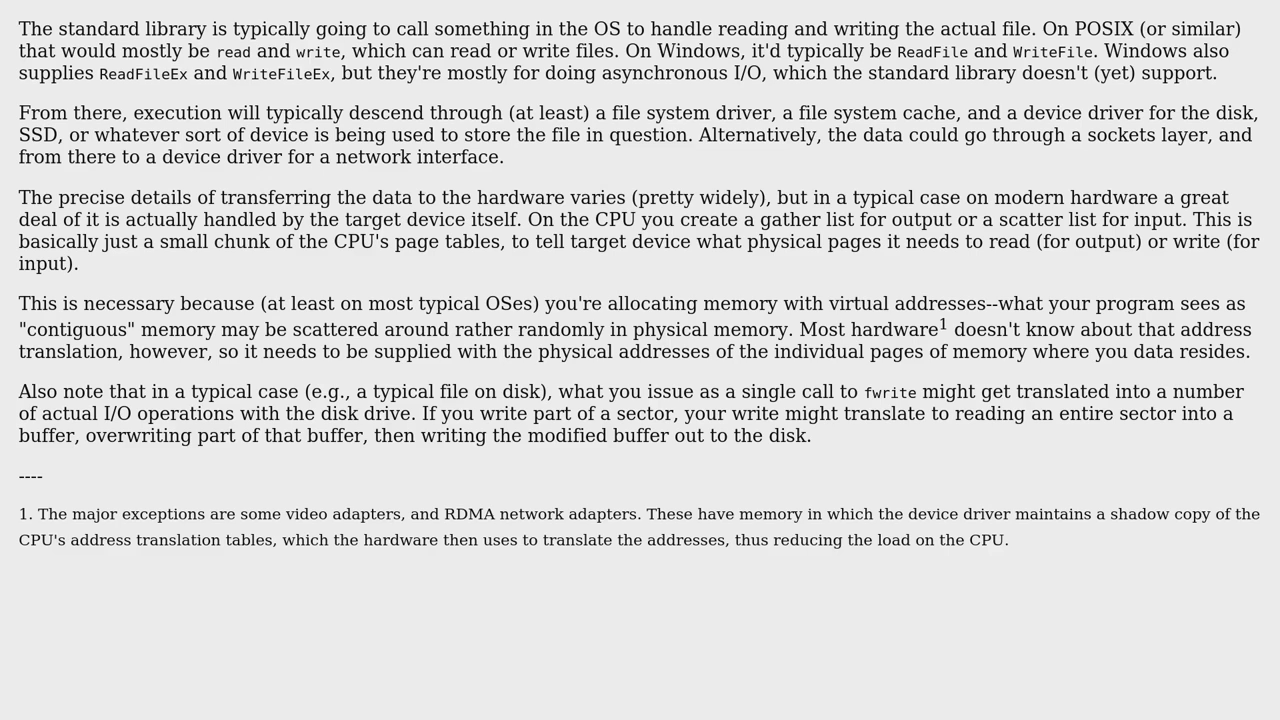 The standard library is typically going to call something in the OS to handle reading and writing the actual file. On POSIX (or similar)
that would mostly be read and write, which can read or write files. On Windows, it'd typically be ReadFile and WriteFile. Windows also
supplies ReadFileEx and WriteFileEx, but they're mostly for doing asynchronous I/O, which the standard library doesn't (yet) support.
From there, execution will typically descend through (at least) a file system driver, a file system cache, and a device driver for the disk,
SSD, or whatever sort of device is being used to store the file in question. Alternatively, the data could go through a sockets layer, and
from there to a device driver for a network interface.
The precise details of transferring the data to the hardware varies (pretty widely), but in a typical case on modern hardware a great
deal of it is actually handled by the target device itself. On the CPU you create a gather list for output or a scatter list for input. This is
basically just a small chunk of the CPU's page tables, to tell target device what physical pages it needs to read (for output) or write (for
input).
This is necessary because (at least on most typical OSes) you're allocating memory with virtual addresses--what your program sees as
"contiguous" memory may be scattered around rather randomly in physical memory. Most hardware1 doesn't know about that address
translation, however, so it needs to be supplied with the physical addresses of the individual pages of memory where you data resides.
Also note that in a typical case (e.g., a typical file on disk), what you issue as a single call to fwrite might get translated into a number
of actual I/O operations with the disk drive. If you write part of a sector, your write might translate to reading an entire sector into a
buffer, overwriting part of that buffer, then writing the modified buffer out to the disk.
----
1. The major exceptions are some video adapters, and RDMA network adapters. These have memory in which the device driver maintains a shadow copy of the
CPU's address translation tables, which the hardware then uses to translate the addresses, thus reducing the load on the CPU.